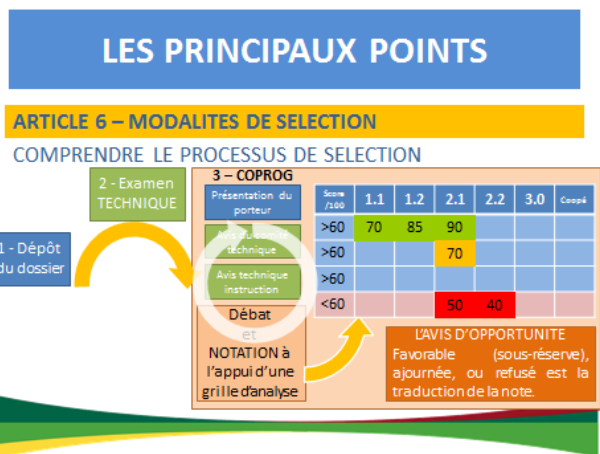 LES PRINCIPAUX POINTS
ARTICLE 6 – MODALITES DE SELECTION
COMPRENDRE LE PROCESSUS DE SELECTION
1 - Dépôt
du dossier
2 - Examen
TECHNIQUE
3 – COPROG
Présentation du
porteur
Avis du comité
technique
Avis technique
instruction
Débat
et
NOTATION à
l'appui d'une
grille d'analyse
Score
/100 1.1 1.2 2.1 2.2 3.0 Coopé
>60 70 85 90
>60 70
>60
<60 50 40
L'AVIS D'OPPORTUNITE
Favorable (sous-réserve),
ajournée, ou refusé est la
traduction de la note.